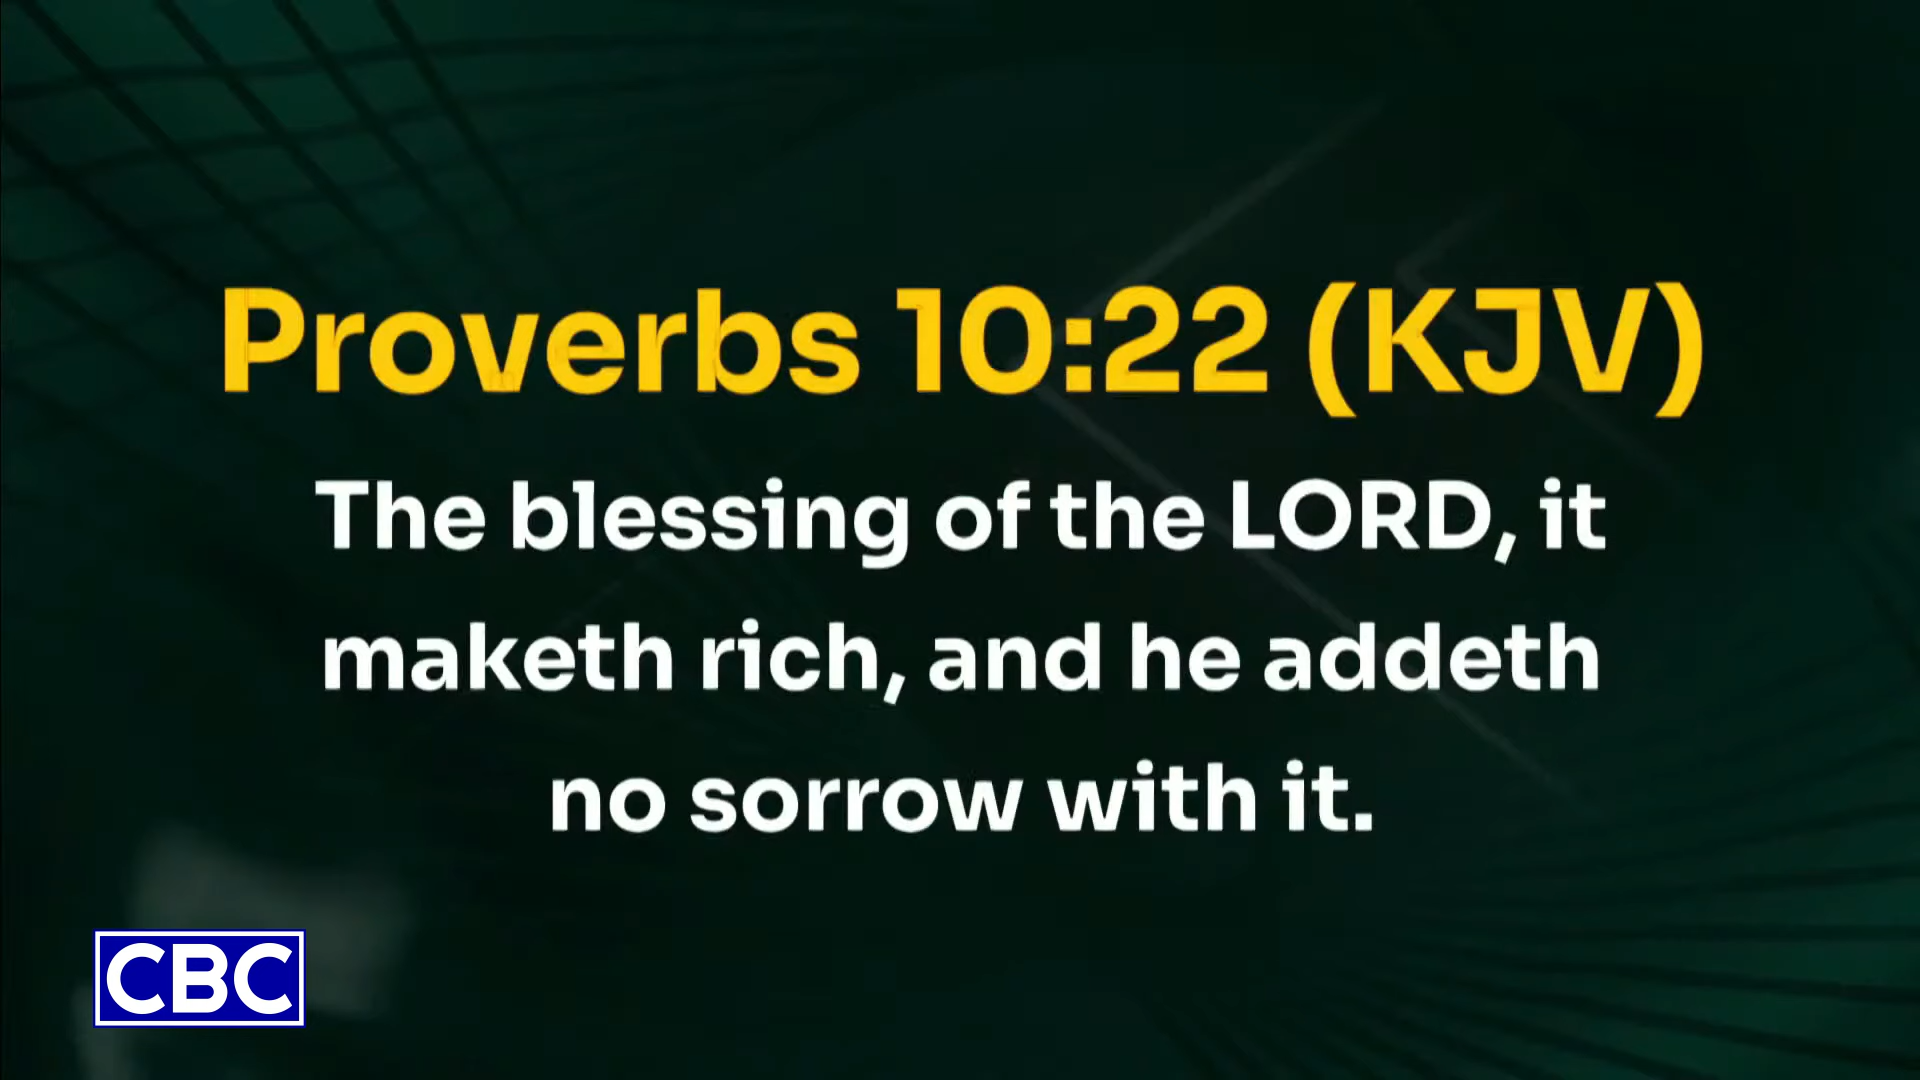 Proverbs 10:22 (KJV)
The blessing of the LORD, it
maketh rich, and he addeth
no sorrow with it.
CBC